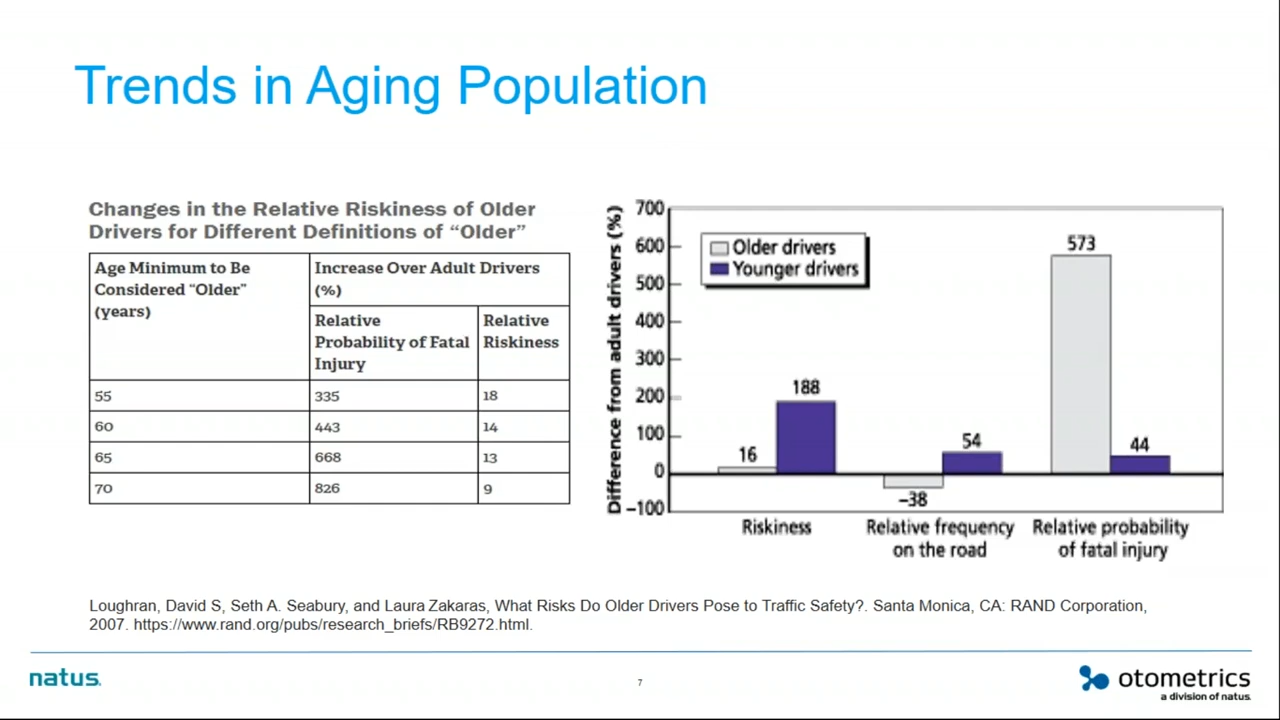 Trends in Aging Population
Changes in the Relative Riskiness of Older
Drivers for Different Definitions of “Older”
Age Minimum to Be
Considered “Older”
(years)
Increase Over Adult Drivers
(%)
Relative
Probability of Fatal
Injury
Relative
Riskiness
55 335 18
60 443 14
65 668 13
70 826 9
Difference from adult drivers (%)
700
600
500
400
300
200
100
0
–100
Older drivers
Younger drivers
16
188
–38
54
573
44
Riskiness
Relative frequency
on the road
Relative probability
of fatal injury
Loughran, David S, Seth A. Seabury, and Laura Zakaras, What Risks Do Older Drivers Pose to Traffic Safety?. Santa Monica, CA: RAND Corporation,
2007. https://www.rand.org/pubs/research_briefs/RB9272.html.
natus.
7
otometrics
a division of natus.